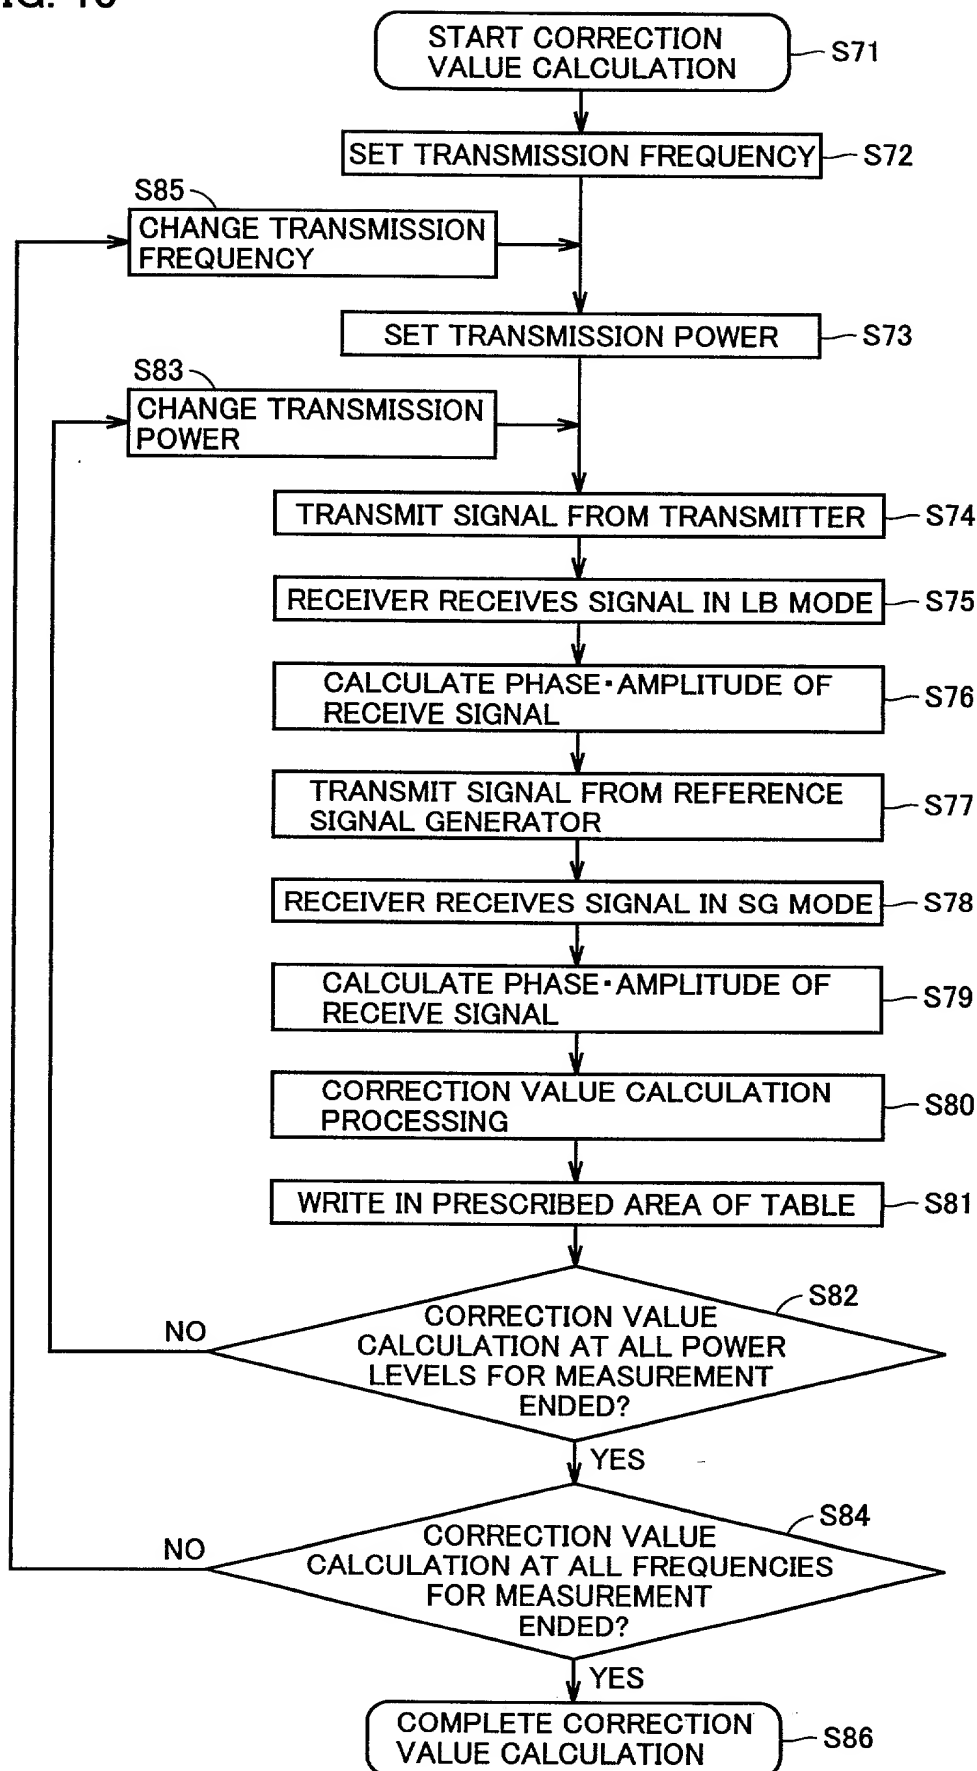 START CORRECTION
VALUE CALCULATION
S71
SET TRANSMISSION FREQUENCY
S72
S85
CHANGE TRANSMISSION
FREQUENCY
SET TRANSMISSION POWER
S73
S83
CHANGE TRANSMISSION
POWER
TRANSMIT SIGNAL FROM TRANSMITTER
S74
RECEIVER RECEIVES SIGNAL IN LB MODE
S75
CALCULATE PHASE・AMPLITUDE OF
RECEIVE SIGNAL
S76
TRANSMIT SIGNAL FROM REFERENCE
SIGNAL GENERATOR
S77
RECEIVER RECEIVES SIGNAL IN SG MODE
S78
CALCULATE PHASE・AMPLITUDE OF
RECEIVE SIGNAL
S79
CORRECTION VALUE CALCULATION
PROCESSING
S80
WRITE IN PRESCRIBED AREA OF TABLE
S81
S82
CORRECTION VALUE
CALCULATION AT ALL POWER
LEVELS FOR MEASUREMENT
ENDED?
NO
YES
S84
CORRECTION VALUE
CALCULATION AT ALL FREQUENCIES
FOR MEASUREMENT
ENDED?
NO
YES
COMPLETE CORRECTION
VALUE CALCULATION
S86